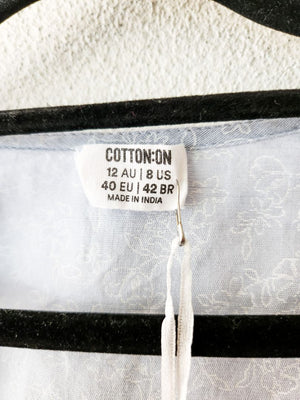 COTTON:ON
12 AU | 8 US
40 EU | 42 BR
MADE IN INDIA